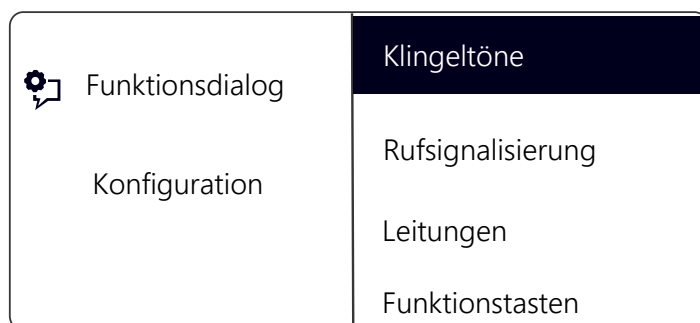 Funktionsdialog
Konfiguration
Klingeltöne
Rufsignalisierung
Leitungen
Funktionstasten